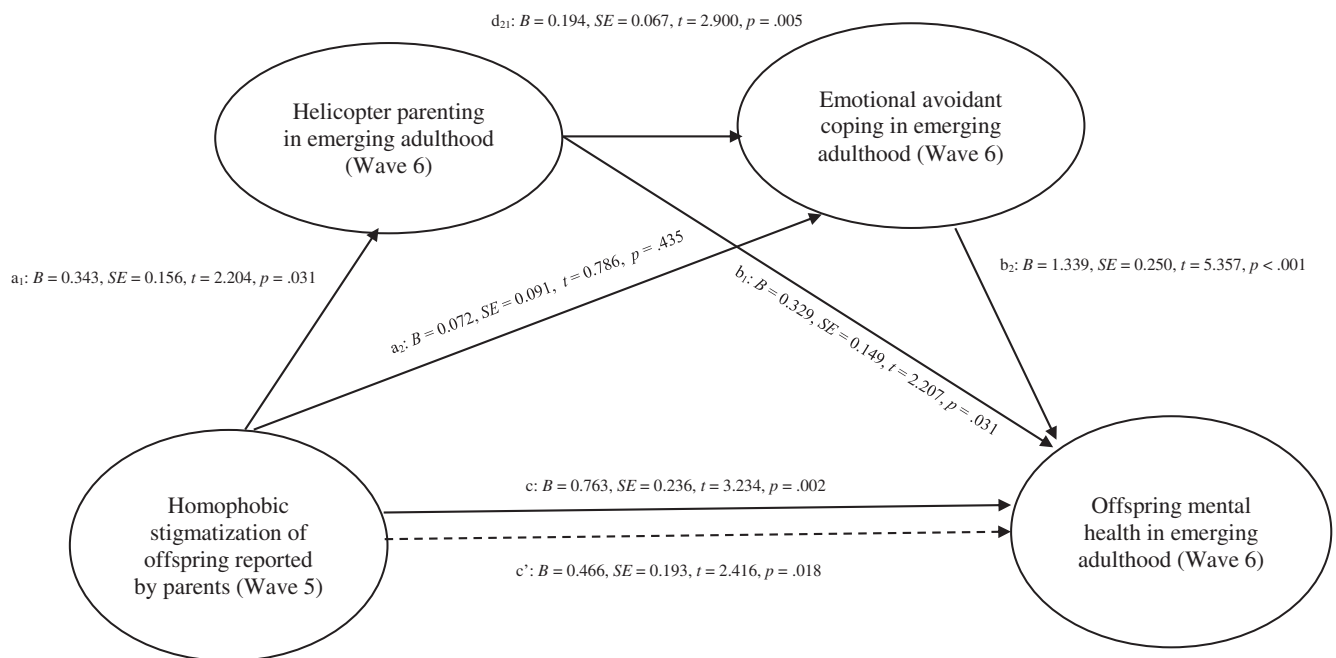 d21: B = 0.194, SE = 0.067, t = 2.900, p = .005
Helicopter parenting
in emerging adulthood
(Wave 6)
Emotional avoidant
coping in emerging
adulthood (Wave 6)
a1: B = 0.343, SE = 0.156, t = 2.204, p = .031
a2: B = 0.072, SE = 0.091, t = 0.786, p = .435
b1: B = 0.329, SE = 0.149, t = 2.207, p = .031
b2: B = 1.339, SE = 0.250, t = 5.357, p < .001
Homophobic
stigmatization of
offspring reported
by parents (Wave 5)
c: B = 0.763, SE = 0.236, t = 3.234, p = .002
c’: B = 0.466, SE = 0.193, t = 2.416, p = .018
Offspring mental
health in emerging
adulthood (Wave 6)